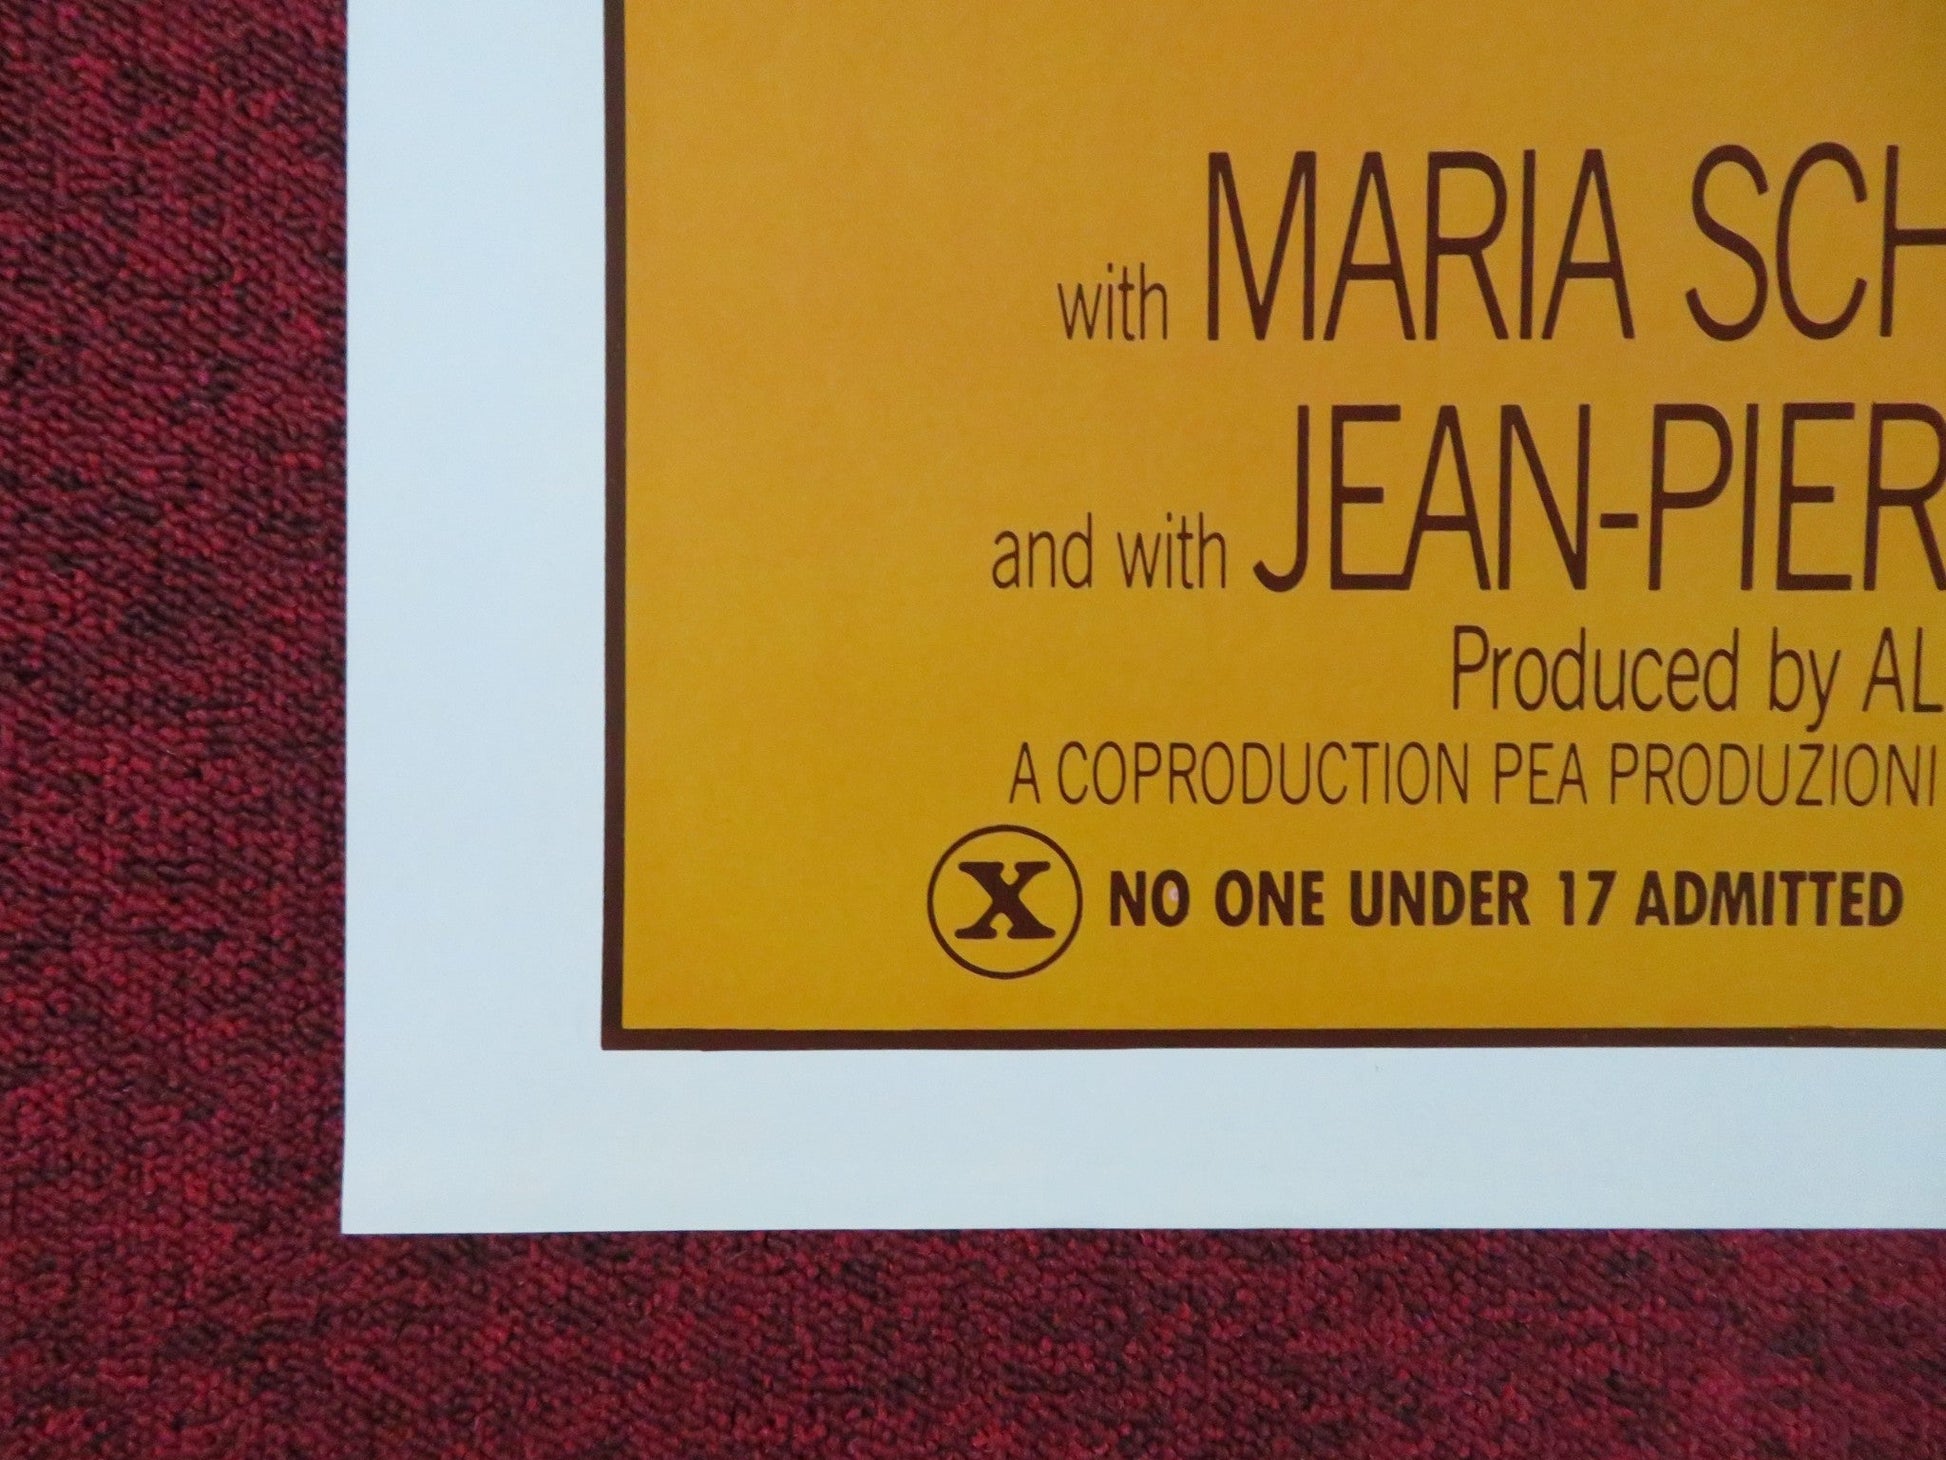 with MARIA SCH
and with JEAN-PIER
Produced by AL
A COPRODUCTION PEA PRODUZIONI
X NO ONE UNDER 17 ADMITTED